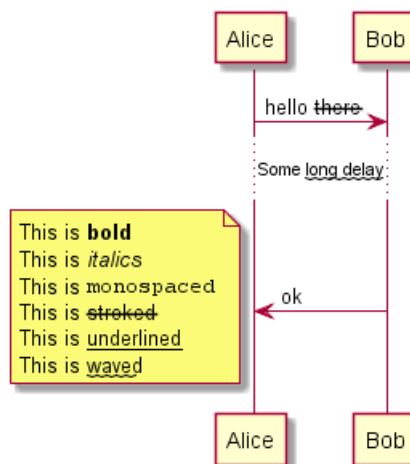 Alice Bob
hello there
Some long delay
This is bold
This is italics
This is monospaced
This is stroked
This is underlined
This is waved
ok
Alice Bob